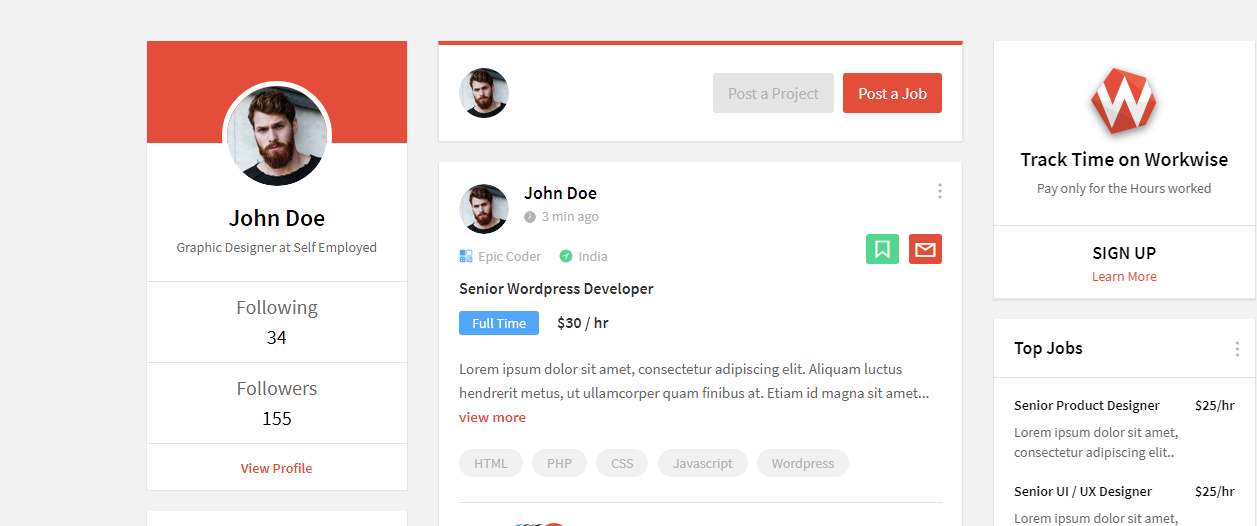 John Doe
Graphic Designer at Self Employed
Following
34
Followers
155
View Profile
Post a Project
Post a Job
John Doe
3 min ago
Epic Coder
India
Senior Wordpress Developer
Full Time
$30 / hr
Lorem ipsum dolor sit amet, consectetur adipiscing elit. Aliquam luctus
hendrerit metus, ut ullamcorper quam finibus at. Etiam id magna sit amet...
view more
HTML
PHP
CSS
Javascript
Wordpress
W
Track Time on Workwise
Pay only for the Hours worked
SIGN UP
Learn More
Top Jobs
Senior Product Designer
$25/hr
Lorem ipsum dolor sit amet,
consectetur adipiscing elit..
Senior UI / UX Designer
$25/hr
Lorem ipsum dolor sit amet,